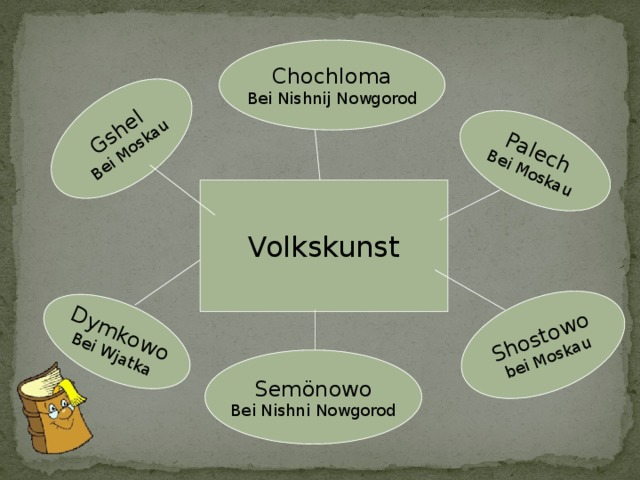 Chochloma
Bei Nishnij Nowgorod
Gshel
Bei Moskau
Palech
Bei Moskau
Volkskunst
Dymkowo
Bei Wjatka
Shostowo
bei Moskau
Semönowo
Bei Nishni Nowgorod